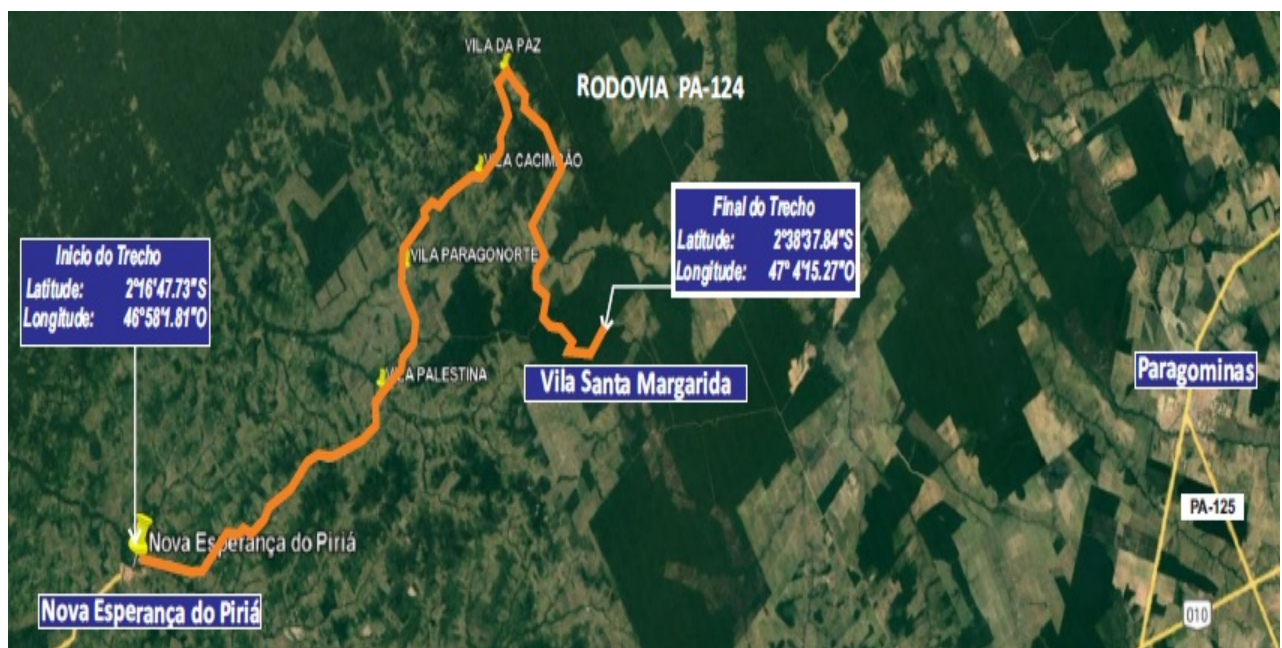 VILA DA PAZ
RODOVIA PA-124
VILA CACIMBÃO
Final do Trecho
Latitude: 2°38'37.84"S
Longitude: 47° 4'15.27"O
Inicio do Trecho
Latitude: 2°16'47.73"S
Longitude: 46°58'1.81"O
VILA PARAGONORTE
VILA PALESTINA
Vila Santa Margarida
Paragominas
PA-125
Nova Esperança do Piriá
Nova Esperança do Piriá
010